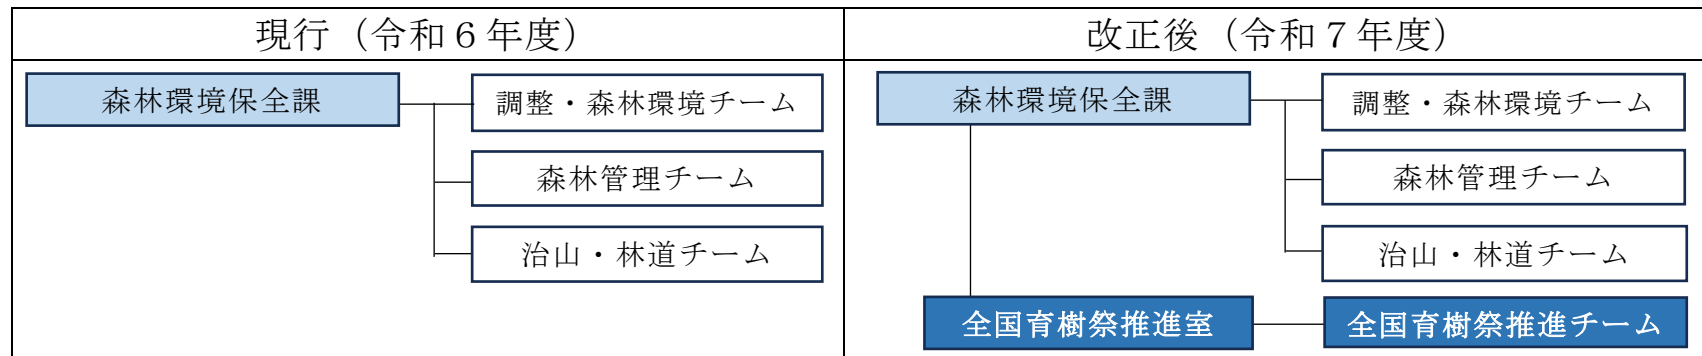 現行（令和６年度）
森林環境保全課
調整・森林環境チーム
森林管理チーム
治山・林道チーム
改正後（令和７年度）
森林環境保全課
調整・森林環境チーム
森林管理チーム
治山・林道チーム
全国育樹祭推進室
全国育樹祭推進チーム